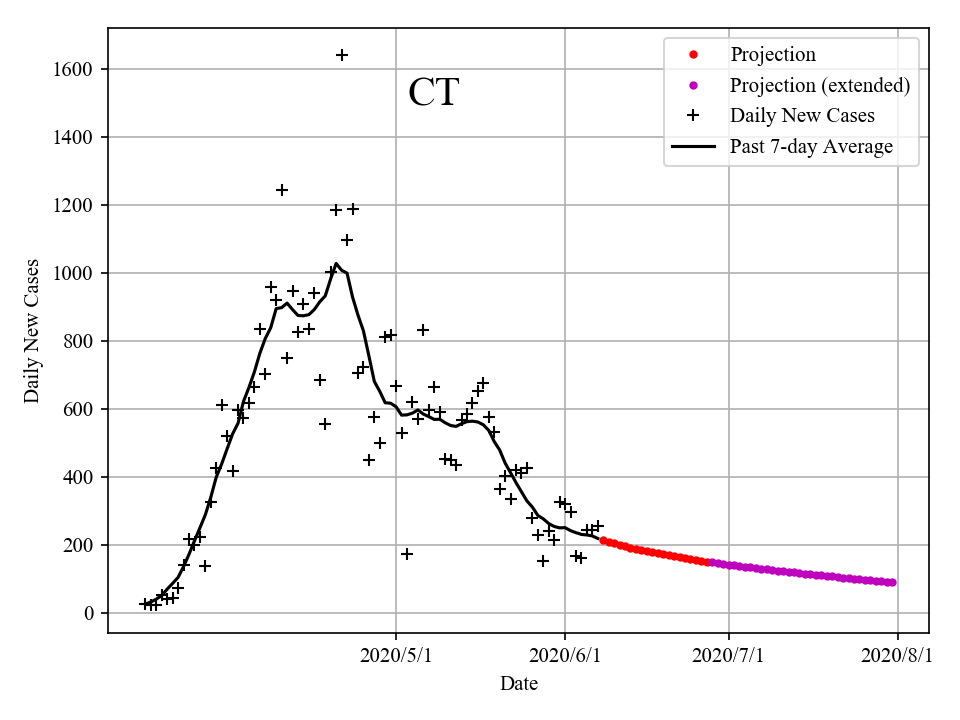 CT
Projection
Projection (extended)
Daily New Cases
Past 7-day Average
Daily New Cases
1600
1400
1200
1000
800
600
400
200
0
2020/5/1 2020/6/1 2020/7/1 2020/8/1
Date